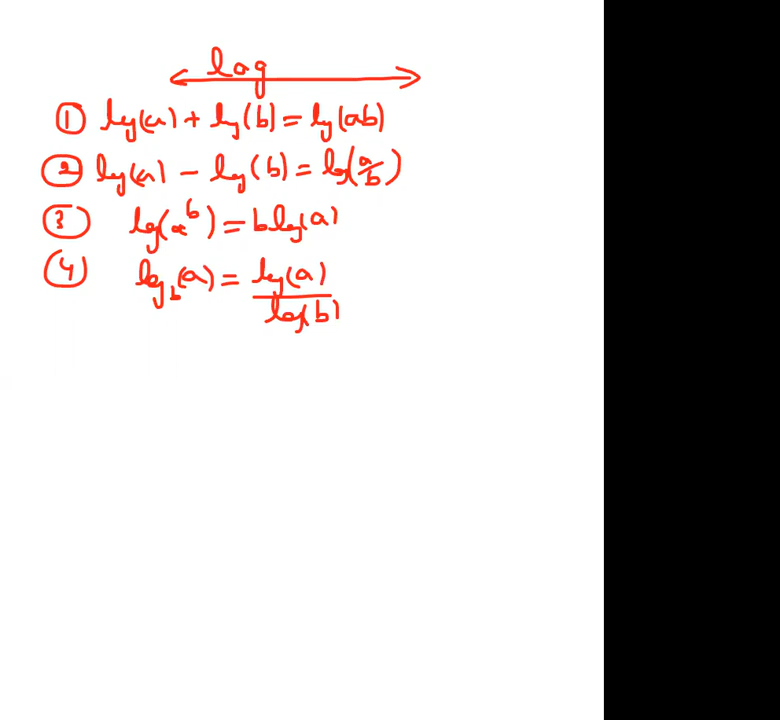 log
① log(a) + log(b) = log(ab)
② log(a) - log(b) = log(a/b)
③ log(a^b) = b log(a)
④ log_b(a) = log(a)/log(b)